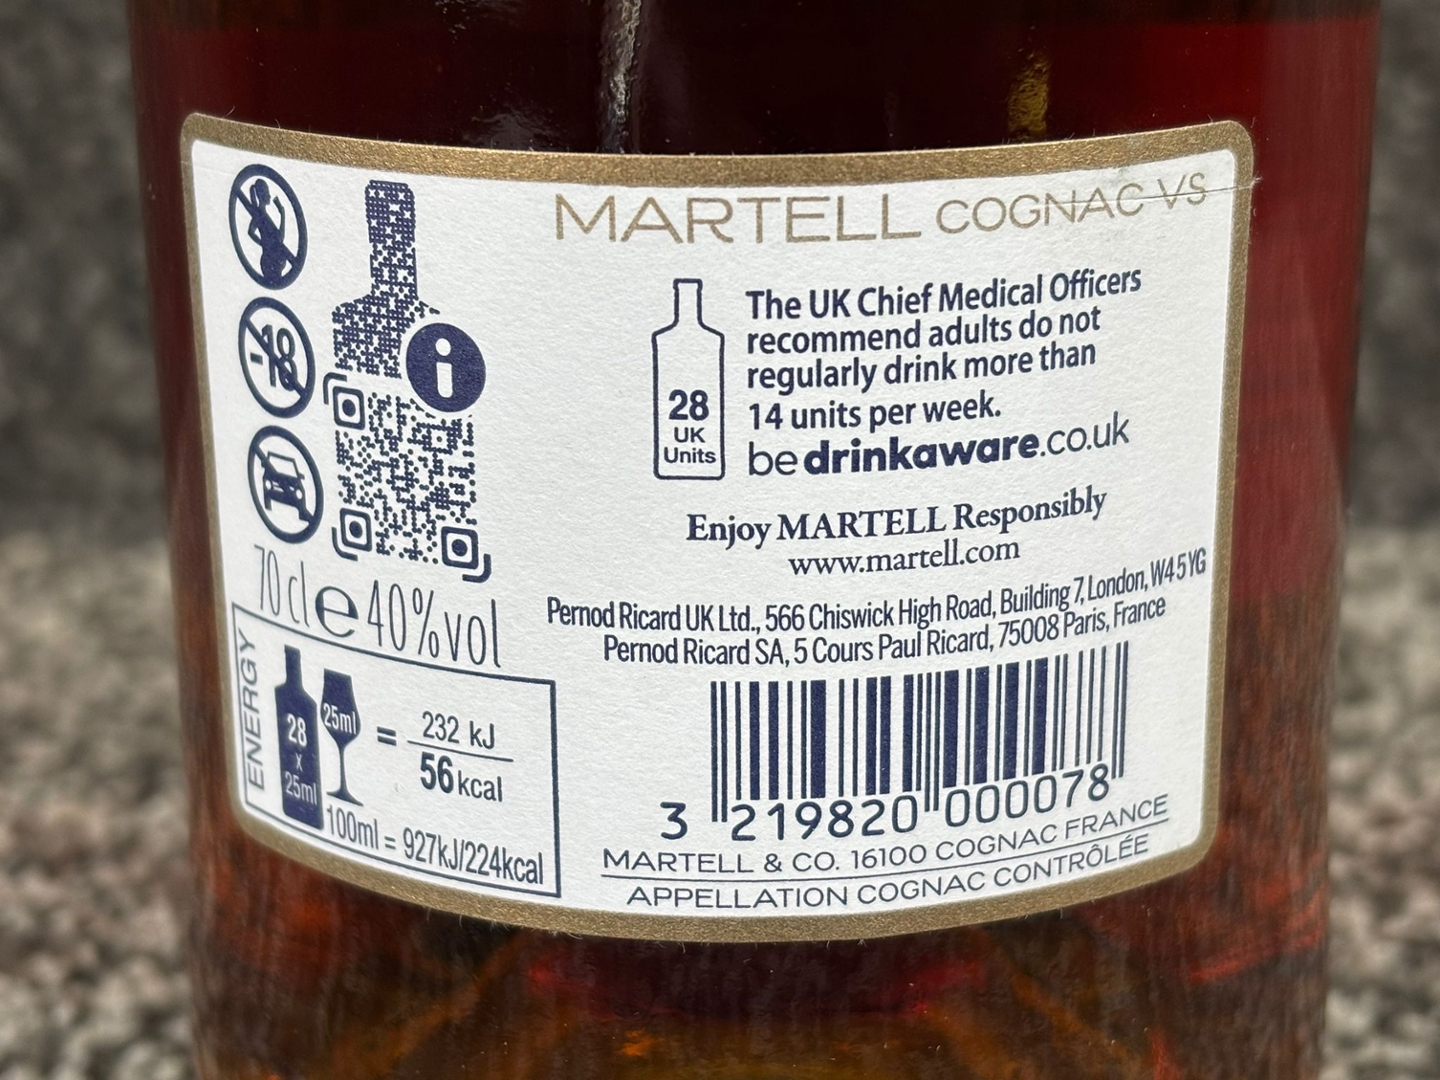 MARTELL COGNAC VS
-18
i
28
UK
Units
The UK Chief Medical Officers
recommend adults do not
regularly drink more than
14 units per week.
bedrinkaware.co.uk
Enjoy MARTELL Responsibly
www.martell.com
Pernod Ricard UK Ltd., 566 Chiswick High Road, Building 7, London, W4 5YG
Pernod Ricard SA, 5 Cours Paul Ricard, 75008 Paris, France
70 cl e 40%vol
ENERGY
28
x
25ml
25ml
= 232 kJ
56kcal
100ml = 927kJ/224kcal
3 219820 000078
MARTELL & CO. 16100 COGNAC FRANCE
APPELLATION COGNAC CONTRÔLÉE